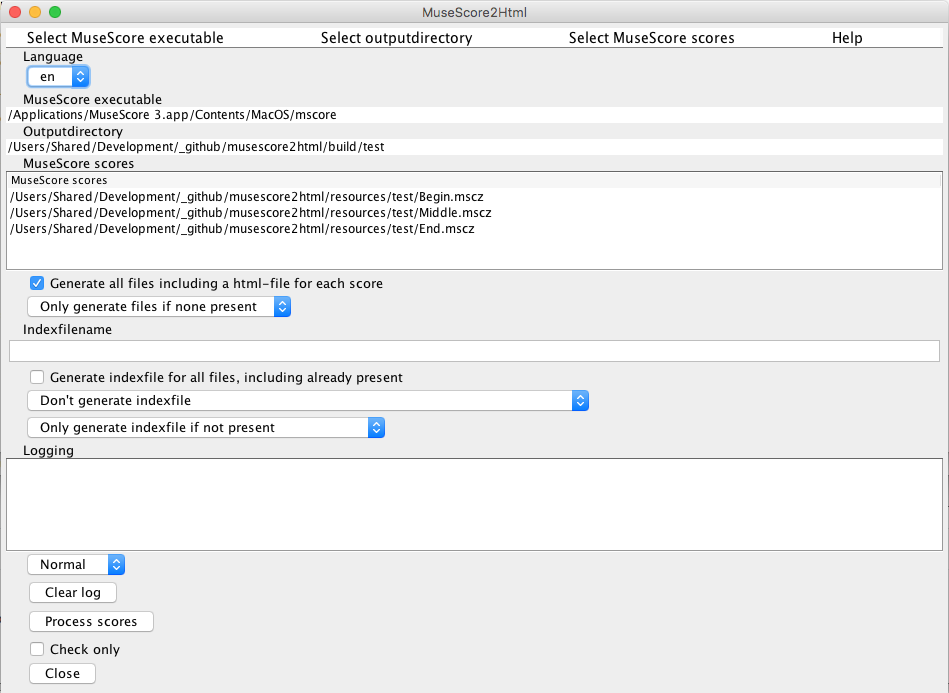 MuseScore2Html
Select MuseScore executable Select outputdirectory Select MuseScore scores Help
Language
en
MuseScore executable
/Applications/MuseScore 3.app/Contents/MacOS/mscore
Outputdirectory
/Users/Shared/Development/_github/musescore2html/build/test
MuseScore scores
MuseScore scores
/Users/Shared/Development/_github/musescore2html/resources/test/Begin.mscz
/Users/Shared/Development/_github/musescore2html/resources/test/Middle.mscz
/Users/Shared/Development/_github/musescore2html/resources/test/End.mscz
Generate all files including a html-file for each score
Only generate files if none present
Indexfilename
Generate indexfile for all files, including already present
Don't generate indexfile
Only generate indexfile if not present
Logging
Normal
Clear log
Process scores
Check only
Close